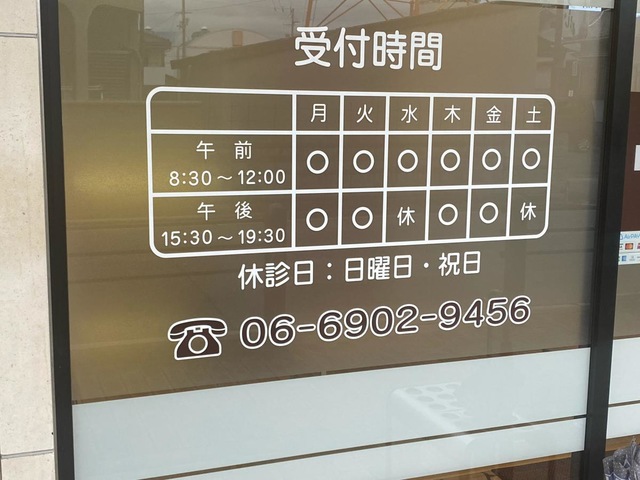 受付時間
月 火 水 木 金 土
午前
8:30～12:00 ○ ○ ○ ○ ○ ○
午後
15:30～19:30 ○ ○ 休 ○ ○ 休
休診日：日曜日・祝日
06-6902-9456